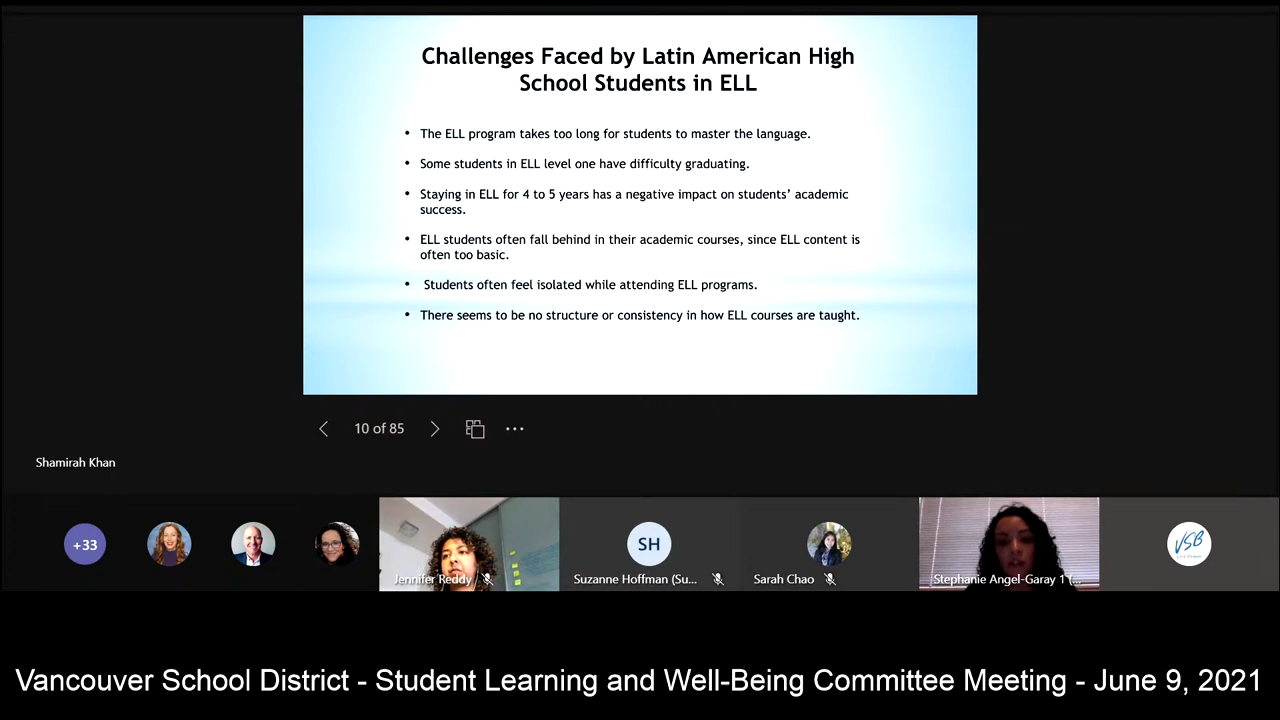 Challenges Faced by Latin American High
School Students in ELL
• The ELL program takes too long for students to master the language.
• Some students in ELL level one have difficulty graduating.
• Staying in ELL for 4 to 5 years has a negative impact on students’ academic
success.
• ELL students often fall behind in their academic courses, since ELL content is
often too basic.
• Students often feel isolated while attending ELL programs.
• There seems to be no structure or consistency in how ELL courses are taught.
10 of 85
Shamirah Khan
+33
SH
VSB
Jennifer Reddy
Suzanne Hoffman (Su...
Sarah Chao
Stephanie Angel-Garay 1 (...
Vancouver School District - Student Learning and Well-Being Committee Meeting - June 9, 2021